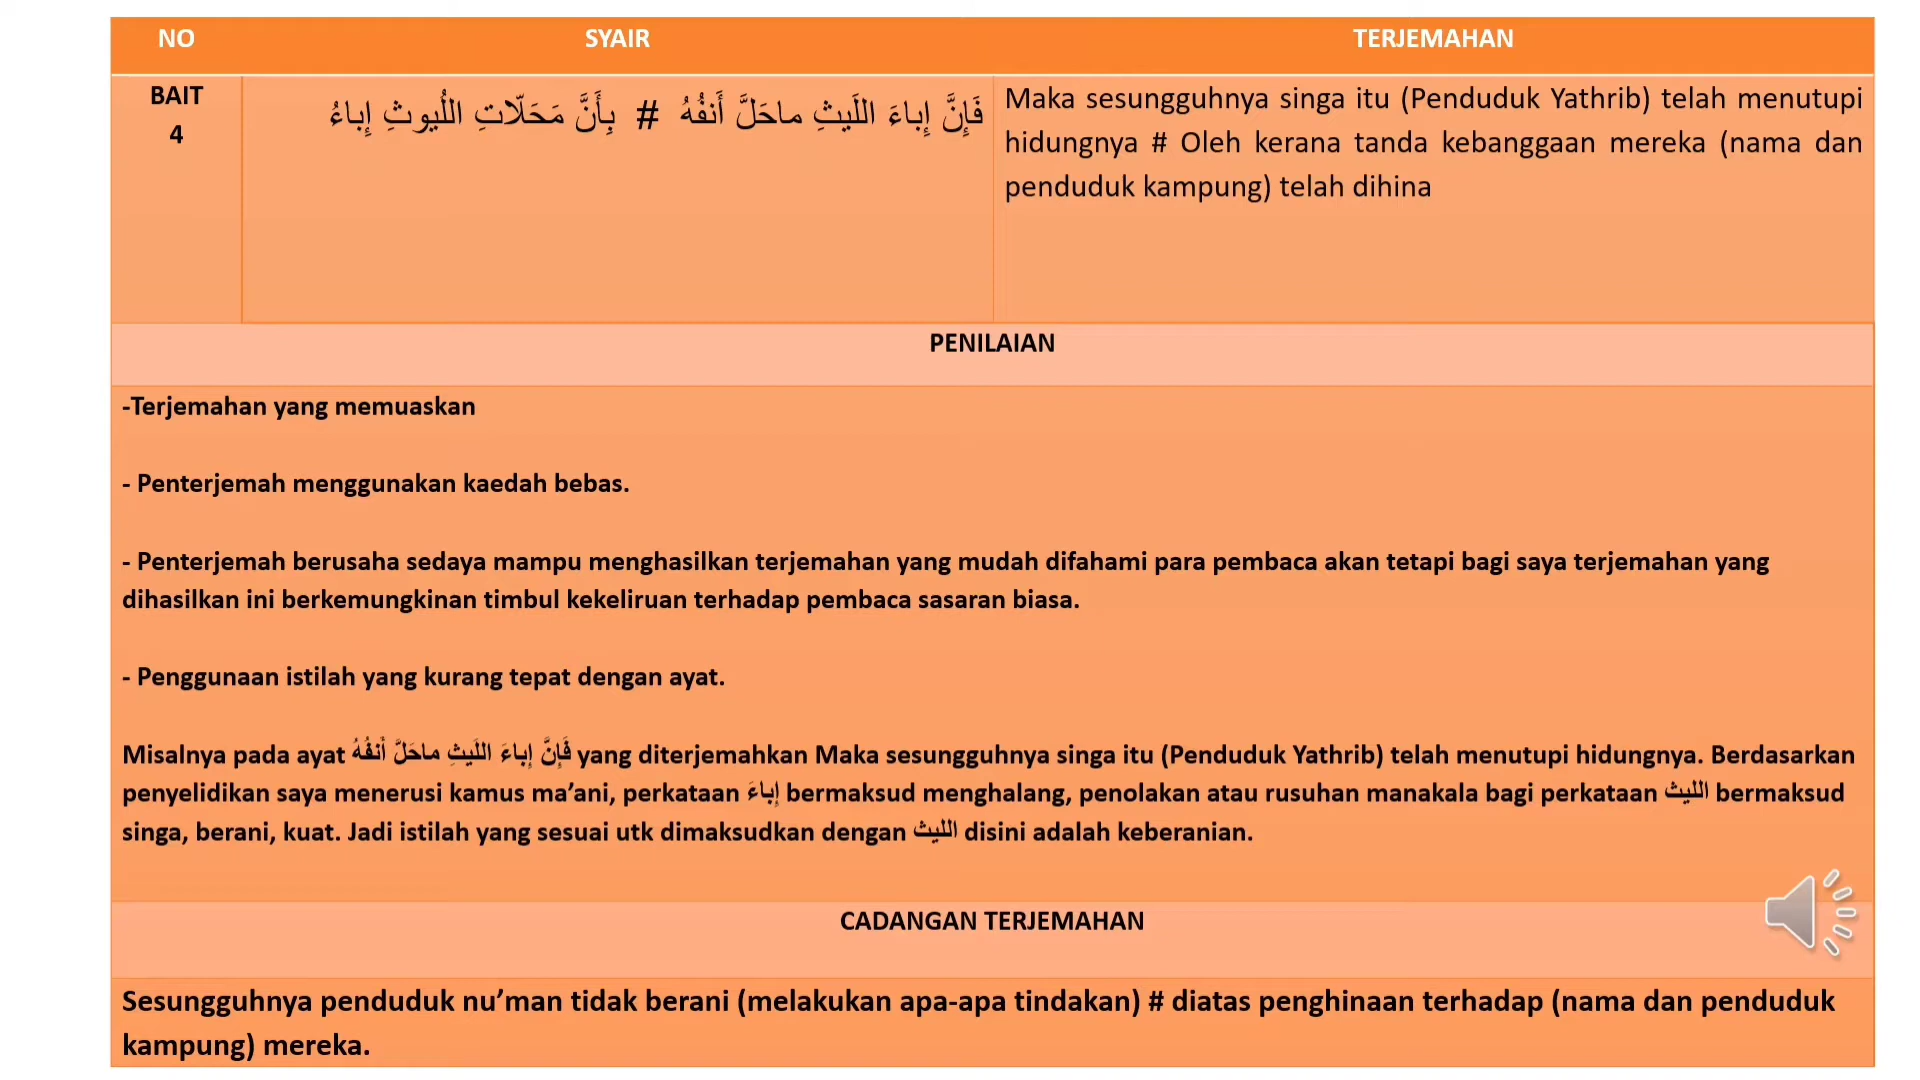 NO SYAIR TERJEMAHAN
BAIT
4
فَإِنَّ إِباءَ اللَيثِ ماحَلَّ أَنفُهُ # بِأَنَّ مَحَلّاتِ اللُيوثِ إِباءُ
Maka sesungguhnya singa itu (Penduduk Yathrib) telah menutupi
hidungnya # Oleh kerana tanda kebanggaan mereka (nama dan
penduduk kampung) telah dihina
PENILAIAN
-Terjemahan yang memuaskan
- Penterjemah menggunakan kaedah bebas.
- Penterjemah berusaha sedaya mampu menghasilkan terjemahan yang mudah difahami para pembaca akan tetapi bagi saya terjemahan yang
dihasilkan ini berkemungkinan timbul kekeliruan terhadap pembaca sasaran biasa.
- Penggunaan istilah yang kurang tepat dengan ayat.
Misalnya pada ayat فَإِنَّ إِباءَ اللَيثِ ماحَلَّ أَنفُهُ yang diterjemahkan Maka sesungguhnya singa itu (Penduduk Yathrib) telah menutupi hidungnya. Berdasarkan
penyelidikan saya menerusi kamus ma’ani, perkataan إِباءَ bermaksud menghalang, penolakan atau rusuhan manakala bagi perkataan الليث bermaksud
singa, berani, kuat. Jadi istilah yang sesuai utk dimaksudkan dengan الليث disini adalah keberanian.
CADANGAN TERJEMAHAN
Sesungguhnya penduduk nu’man tidak berani (melakukan apa-apa tindakan) # diatas penghinaan terhadap (nama dan penduduk
kampung) mereka.